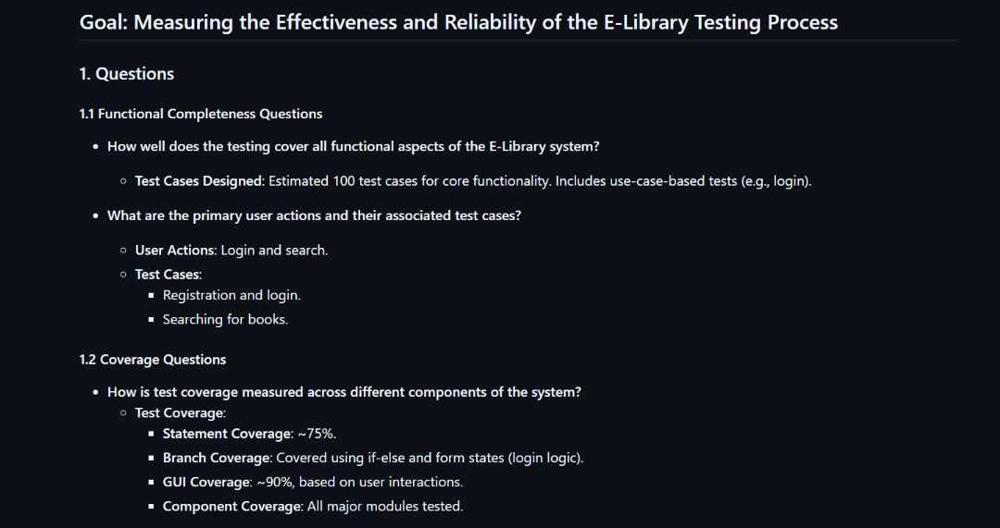 Goal: Measuring the Effectiveness and Reliability of the E-Library Testing Process
1. Questions
1.1 Functional Completeness Questions
How well does the testing cover all functional aspects of the E-Library system?
Test Cases Designed: Estimated 100 test cases for core functionality. Includes use-case-based tests (e.g., login).
What are the primary user actions and their associated test cases?
User Actions: Login and search.
Test Cases:
Registration and login.
Searching for books.
1.2 Coverage Questions
How is test coverage measured across different components of the system?
Test Coverage:
Statement Coverage: ~75%.
Branch Coverage: Covered using if-else and form states (login logic).
GUI Coverage: ~90%, based on user interactions.
Component Coverage: All major modules tested.